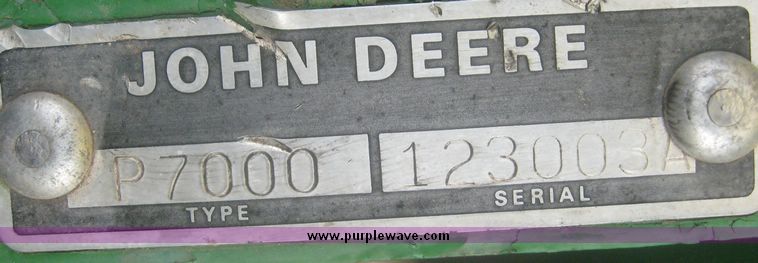 JOHN DEERE
P7000 123003A
TYPE SERIAL
www.purplewave.com